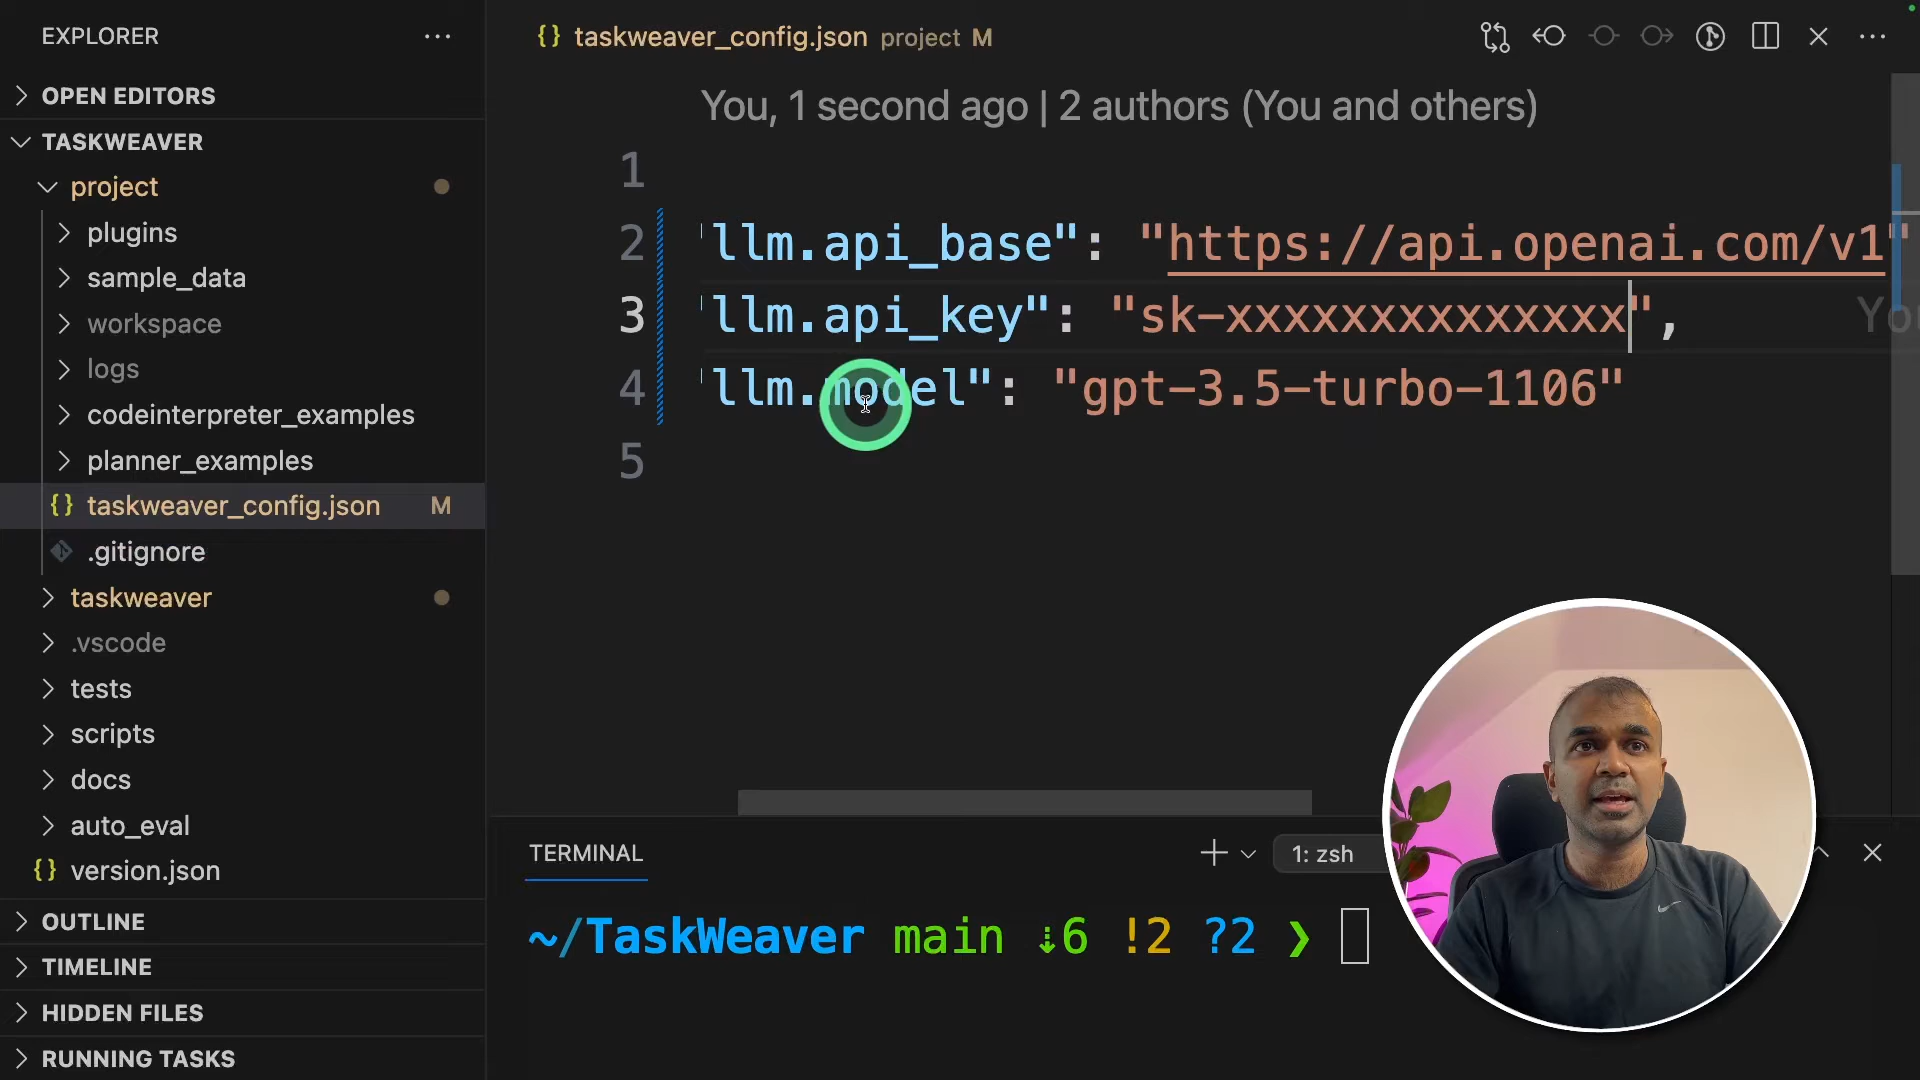 EXPLORER
OPEN EDITORS
TASKWEAVER
project
plugins
sample_data
workspace
logs
codeinterpreter_examples
planner_examples
{} taskweaver_config.json M
.gitignore
taskweaver
.vscode
tests
scripts
docs
auto_eval
{} version.json
OUTLINE
TIMELINE
HIDDEN FILES
RUNNING TASKS
{} taskweaver_config.json project M
You, 1 second ago | 2 authors (You and others)
1
2 "llm.api_base": "https://api.openai.com/v1"
3 "llm.api_key": "sk-xxxxxxxxxxxxxx", Yo
4 "llm.model": "gpt-3.5-turbo-1106"
5
TERMINAL
1: zsh
~/TaskWeaver main ⇣6 !2 ?2 ❯